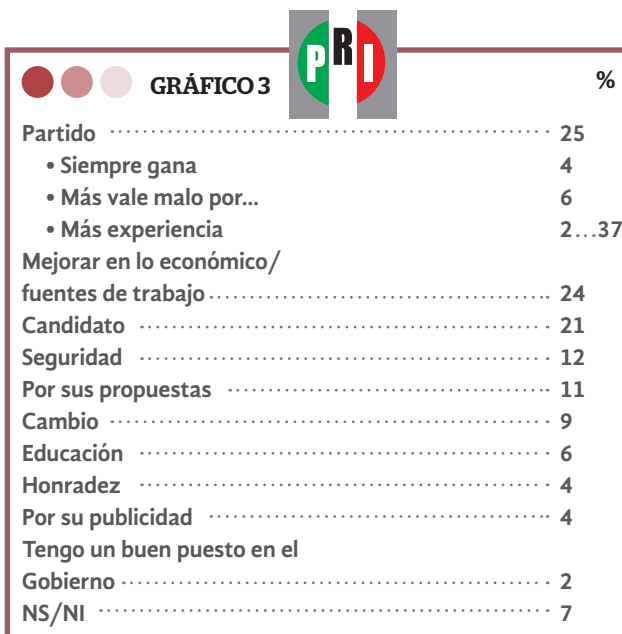 PRI
GRÁFICO 3 %
Partido 25
• Siempre gana 4
• Más vale malo por... 6
• Más experiencia 2...37
Mejorar en lo económico/
fuentes de trabajo 24
Candidato 21
Seguridad 12
Por sus propuestas 11
Cambio 9
Educación 6
Honradez 4
Por su publicidad 4
Tengo un buen puesto en el
Gobierno 2
NS/NI 7